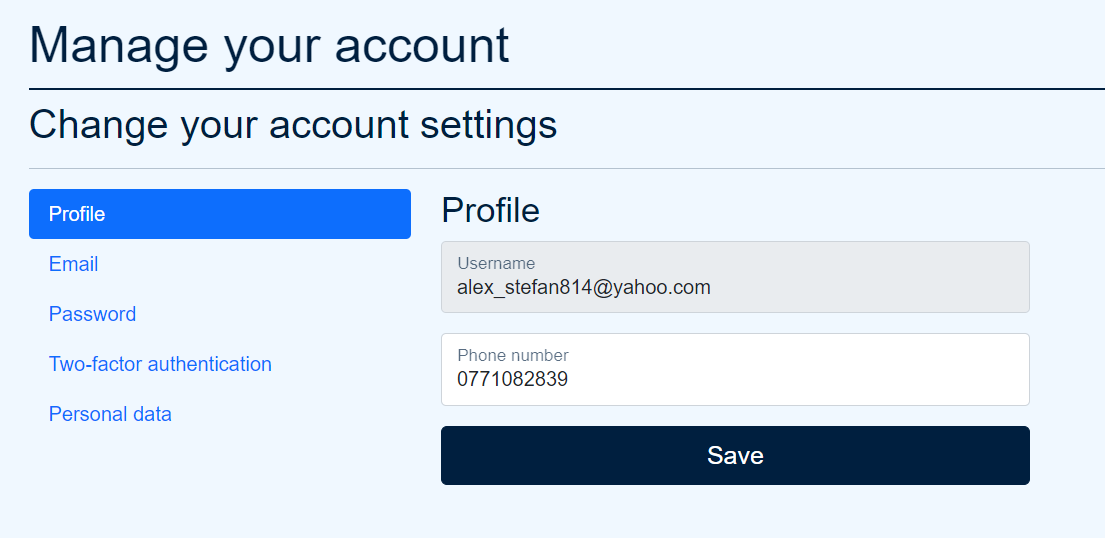 Manage your account
Change your account settings
Profile
Email
Password
Two-factor authentication
Personal data
Profile
Username
alex_stefan814@yahoo.com
Phone number
0771082839
Save